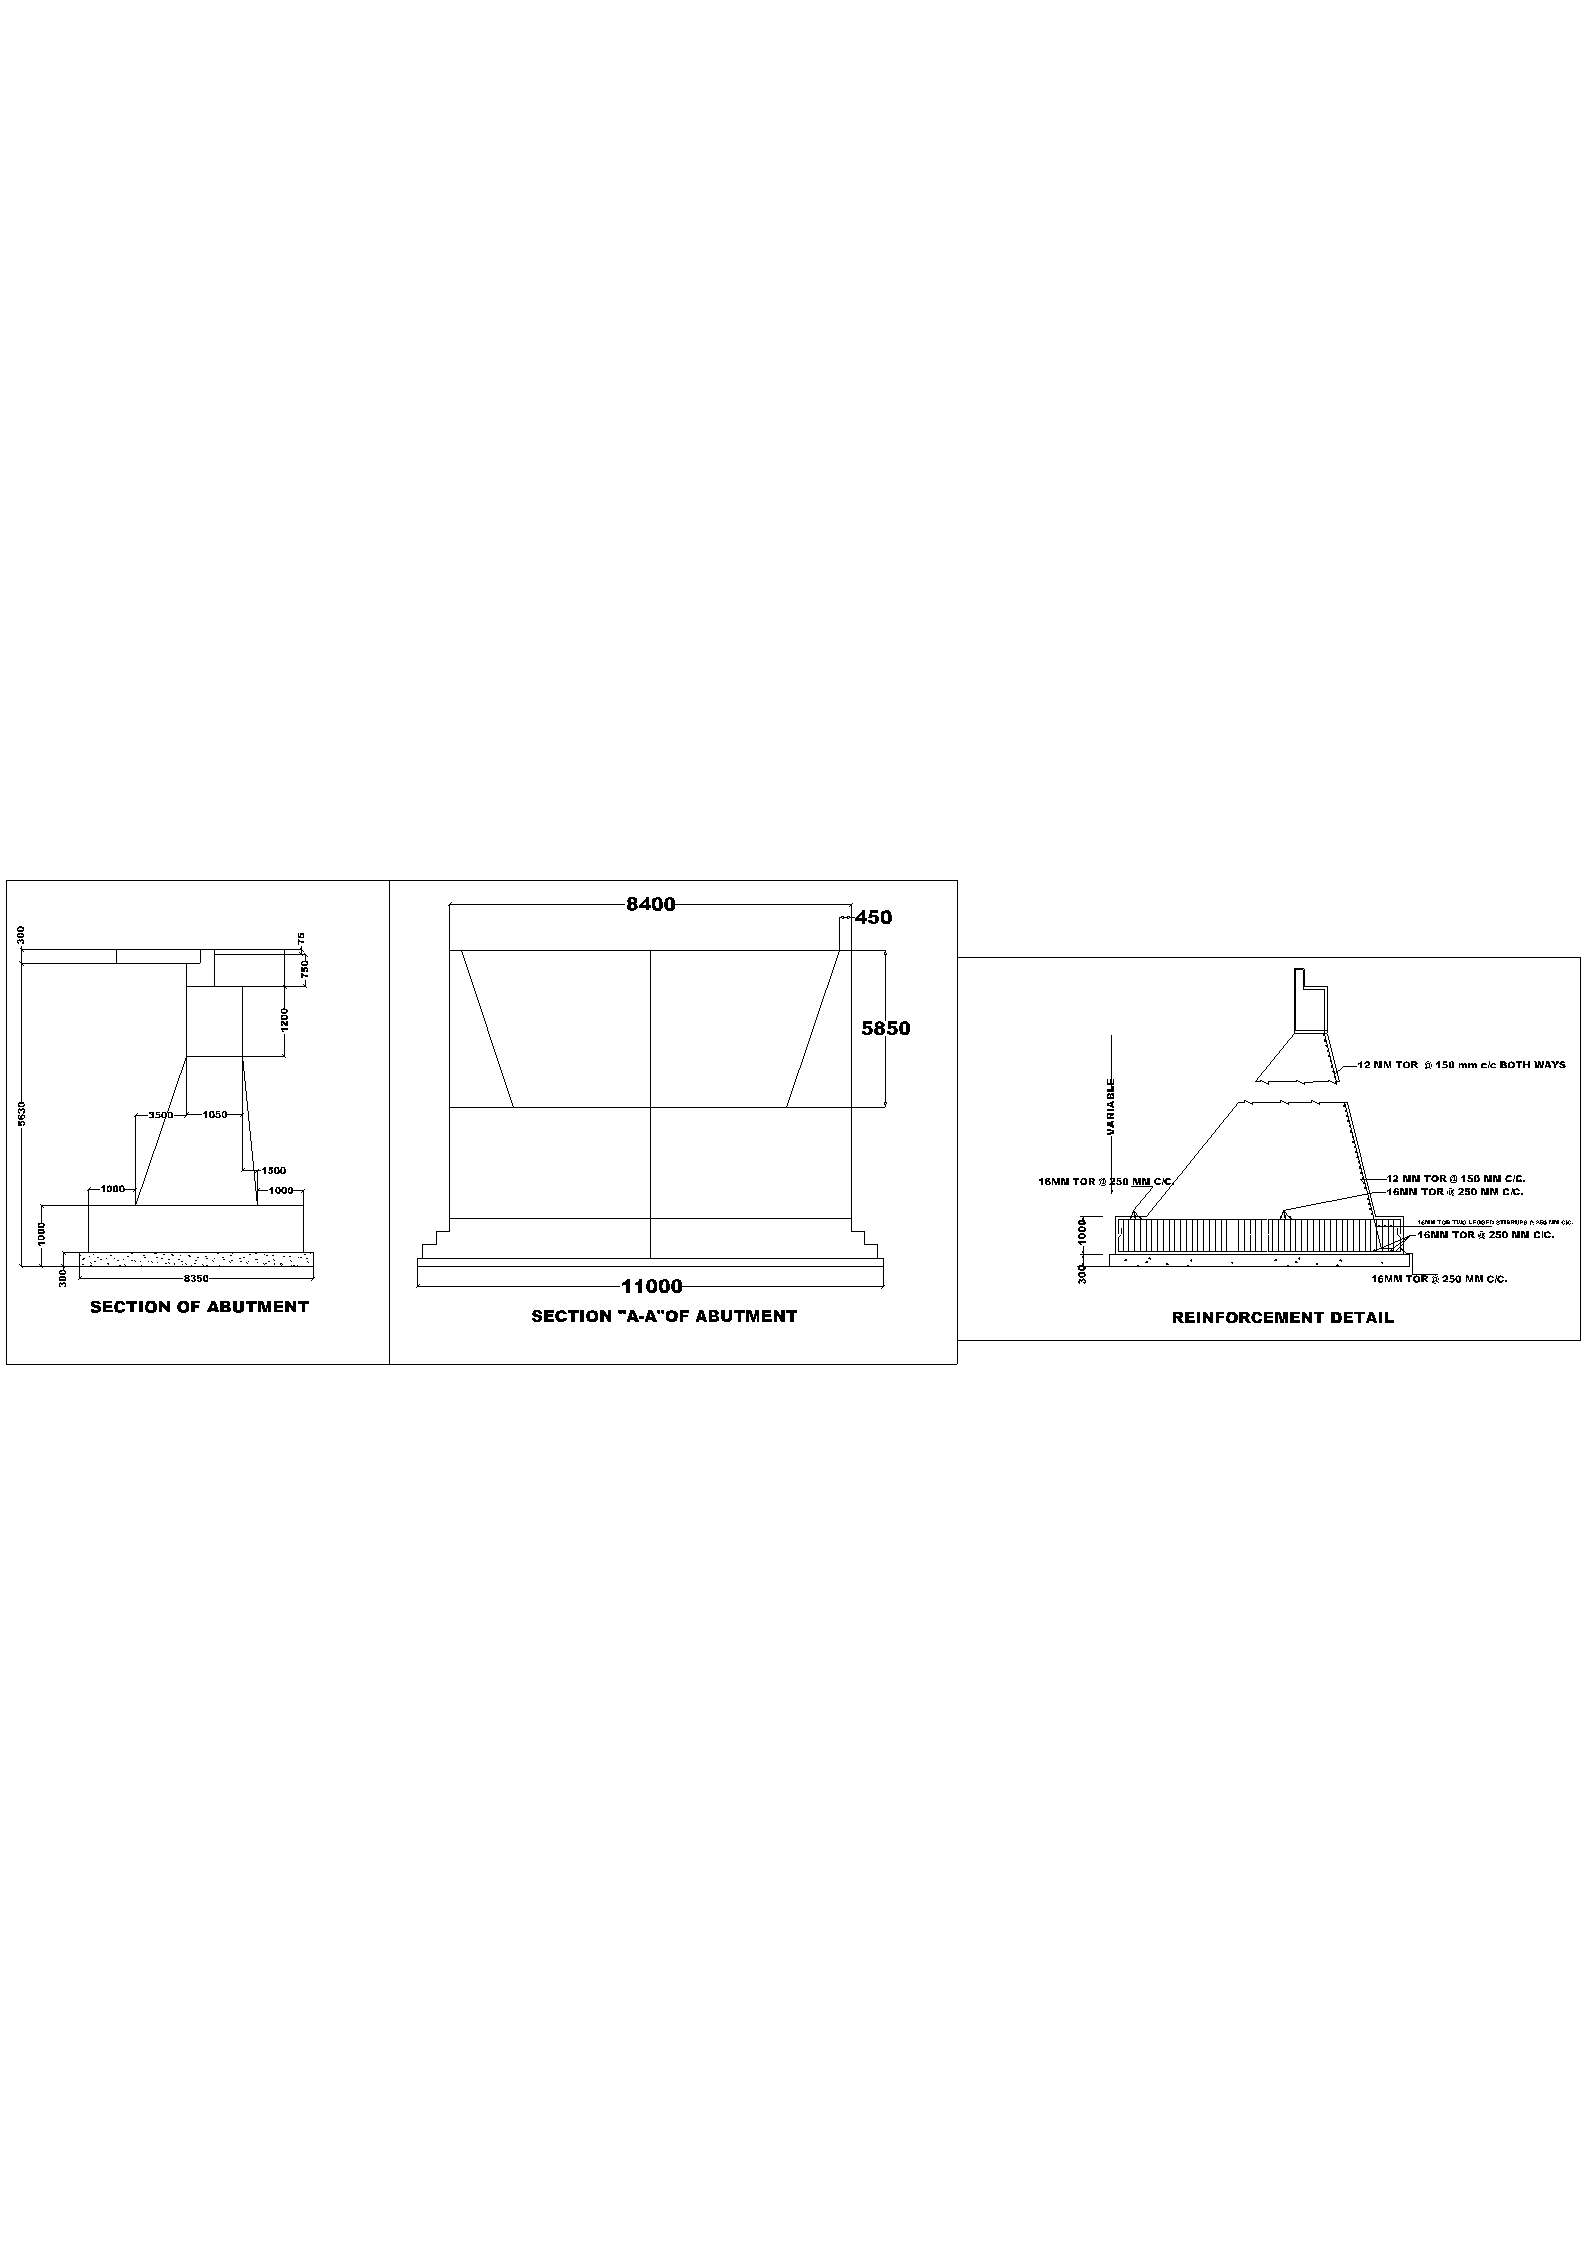 300
75
750
1200
5630
3500
1050
1500
1000
1000
1000
300
8350
SECTION OF ABUTMENT
8400
450
5850
11000
SECTION "A-A"OF ABUTMENT
12 MM TOR @ 150 mm c/c BOTH WAYS
VARIABLE
16MM TOR @ 250 MM C/C.
12 MM TOR @ 150 MM C/C.
16MM TOR @ 250 MM C/C.
16MM TOR TWO LEGGED STIRRUPS @ 250 MM C/C.
16MM TOR @ 250 MM C/C.
1000
300
16MM TOR @ 250 MM C/C.
REINFORCEMENT DETAIL